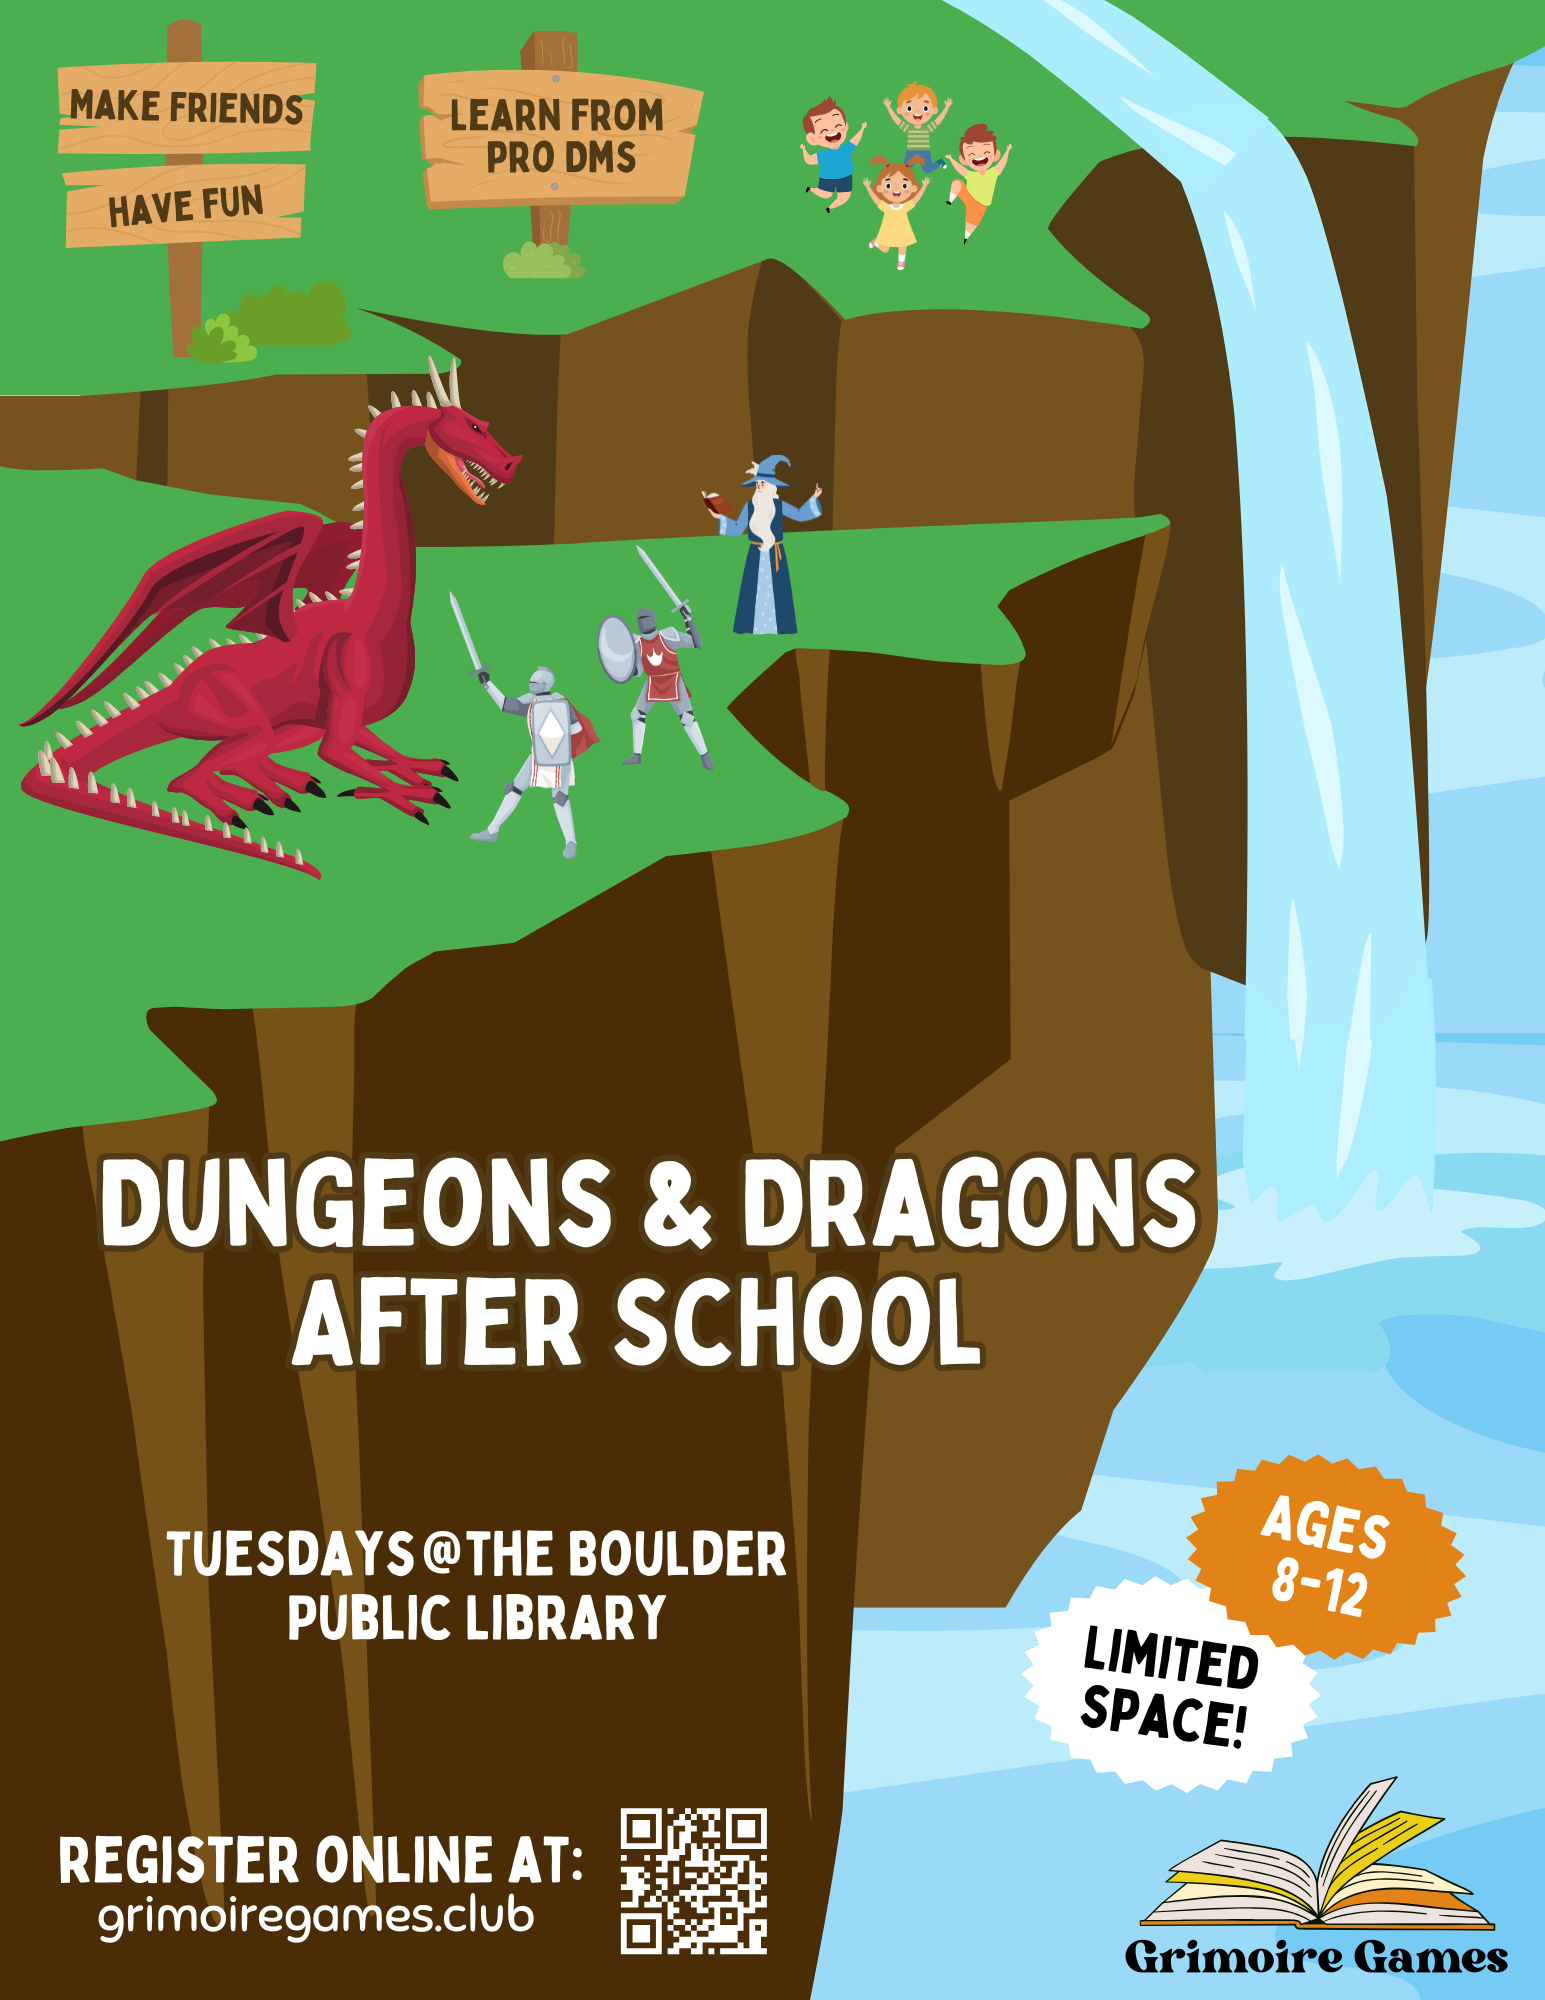 MAKE FRIENDS
HAVE FUN
LEARN FROM
PRO DMS
DUNGEONS & DRAGONS
AFTER SCHOOL
TUESDAYS@THE BOULDER
PUBLIC LIBRARY
AGES
8-12
LIMITED
SPACE!
REGISTER ONLINE AT:
grimoiregames.club
Grimoire Games